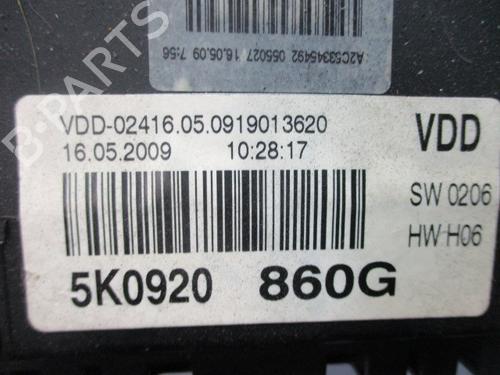 A2C53345492 055027 16.05.09 7:56
VDD-02416.05.0919013620
VDD
16.05.2009 10:28:17
SW 0206
HW H06
5K0920 860G
B-PARTS